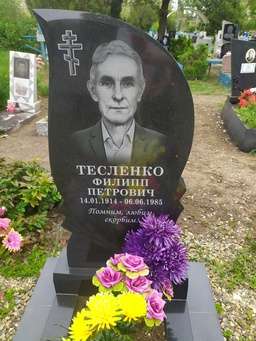 ТЕСЛЕНКО
ФИЛИПП
ПЕТРОВИЧ
14.01.1914 - 06.06.1985
Помним, любим,
скорбим...